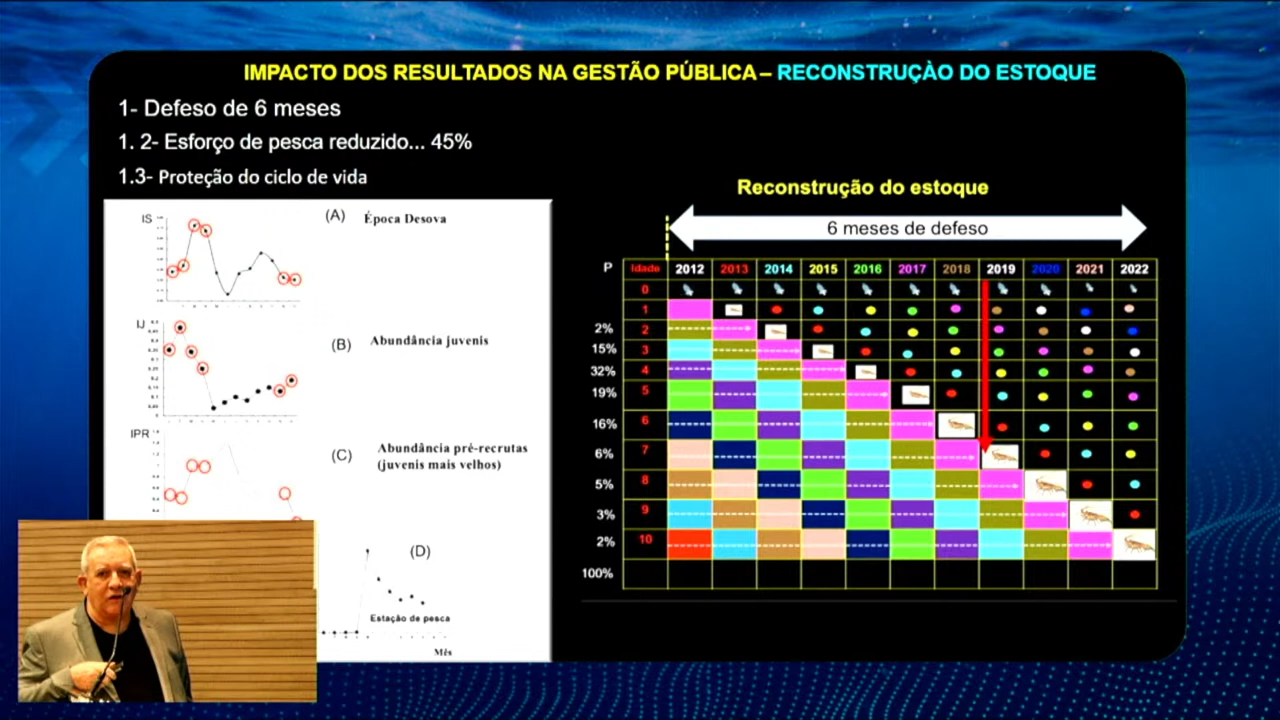 IMPACTO DOS RESULTADOS NA GESTÃO PÚBLICA – RECONSTRUÇÀO DO ESTOQUE
1- Defeso de 6 meses
1. 2- Esforço de pesca reduzido... 45%
1.3- Proteção do ciclo de vida
IS
(A) Época Desova
IJ
(B) Abundância juvenis
IPR
(C) Abundância pré-recrutas
(juvenis mais velhos)
(D)
Estação de pesca
Mês
Reconstrução do estoque
6 meses de defeso
P Idade 2012 2013 2014 2015 2016 2017 2018 2019 2020 2021 2022
0
1
2% 2
15% 3
32% 4
19% 5
16% 6
6% 7
5% 8
3% 9
2% 10
100%